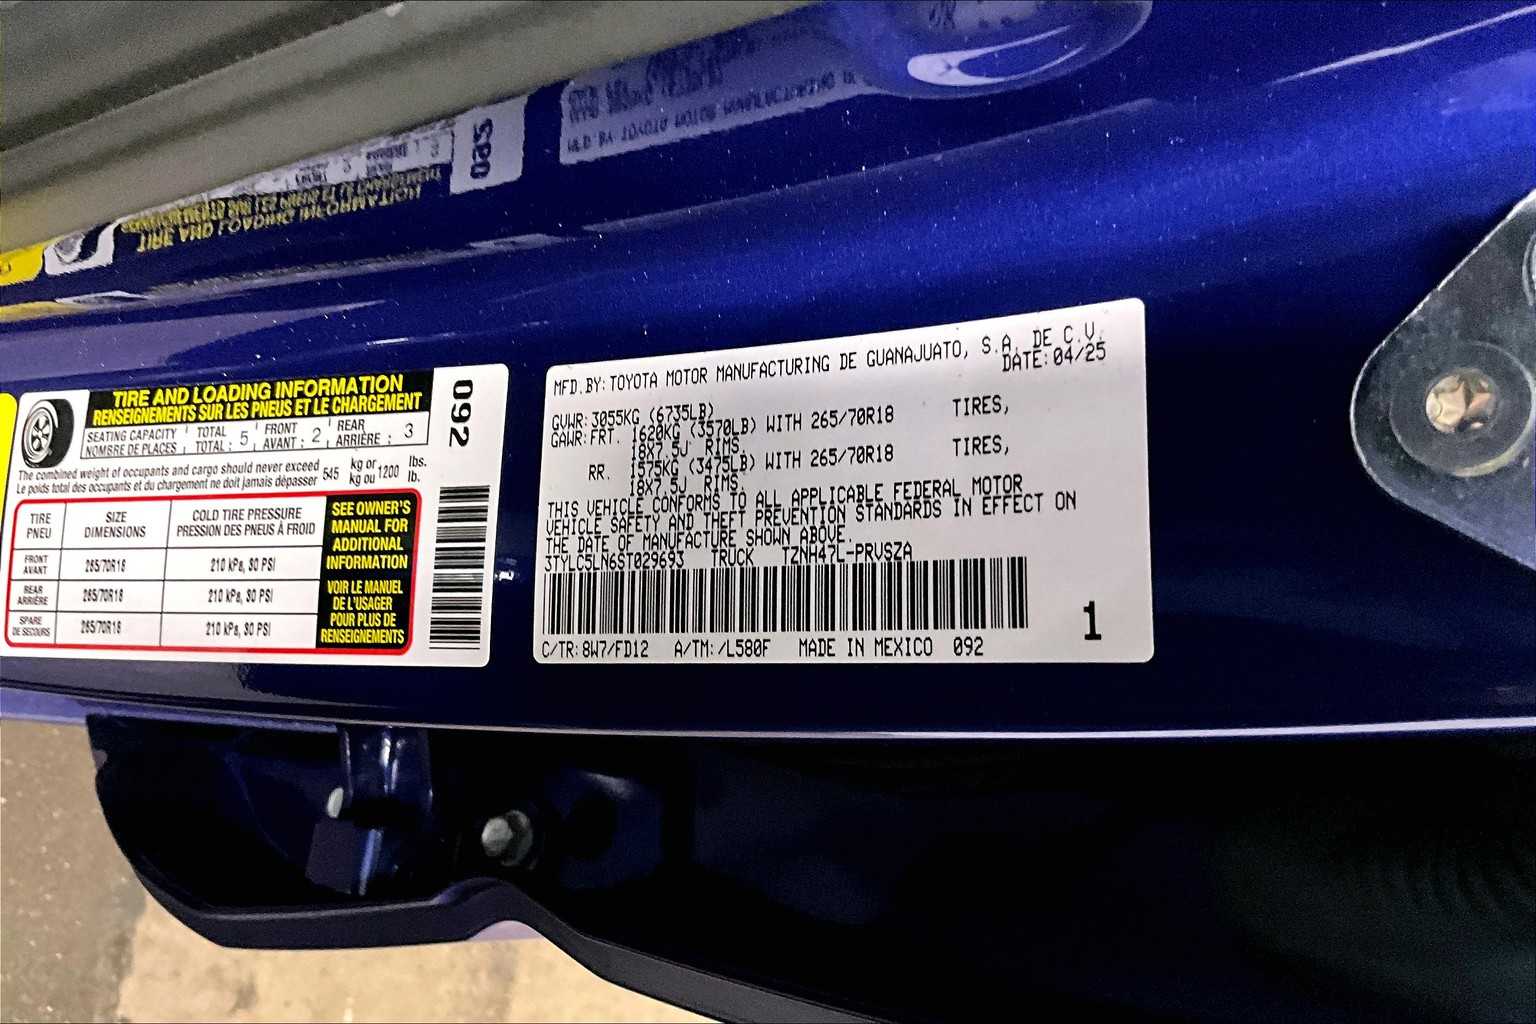 TIRE AND LOADING INFORMATION
RENSEIGNEMENTS SUR LES PNEUS ET LE CHARGEMENT
SEATING CAPACITY TOTAL FRONT REAR
NOMBRE DE PLACES TOTAL : 5 AVANT : 2 ARRIÈRE : 3
The combined weight of occupants and cargo should never exceed 545 kg or 1200 lbs.
Le poids total des occupants et du chargement ne doit jamais dépasser kg ou lb.
TIRE SIZE COLD TIRE PRESSURE
PNEU DIMENSIONS PRESSION DES PNEUS À FROID
FRONT AVANT 265/70R18 210 kPa, 30 PSI
REAR ARRIÈRE 265/70R18 210 kPa, 30 PSI
SPARE DE SECOURS 265/70R18 210 kPa, 30 PSI
SEE OWNER'S
MANUAL FOR
ADDITIONAL
INFORMATION
VOIR LE MANUEL
DE L'USAGER
POUR PLUS DE
RENSEIGNEMENTS
092
MFD.BY: TOYOTA MOTOR MANUFACTURING DE GUANAJUATO, S.A. DE C.V.
DATE: 04/25
GVWR: 3055KG (6735LB)
GAWR: FRT. 1620KG (3570LB) WITH 265/70R18 TIRES,
18X7.5J RIMS
RR. 1575KG (3475LB) WITH 265/70R18 TIRES,
18X7.5J RIMS
THIS VEHICLE CONFORMS TO ALL APPLICABLE FEDERAL MOTOR
VEHICLE SAFETY AND THEFT PREVENTION STANDARDS IN EFFECT ON
THE DATE OF MANUFACTURE SHOWN ABOVE.
3TYLC5LN6ST029693 TRUCK TZNH47L-PRVSZA
C/TR: 8W7/FD12 A/TM: /L580F MADE IN MEXICO 092
1